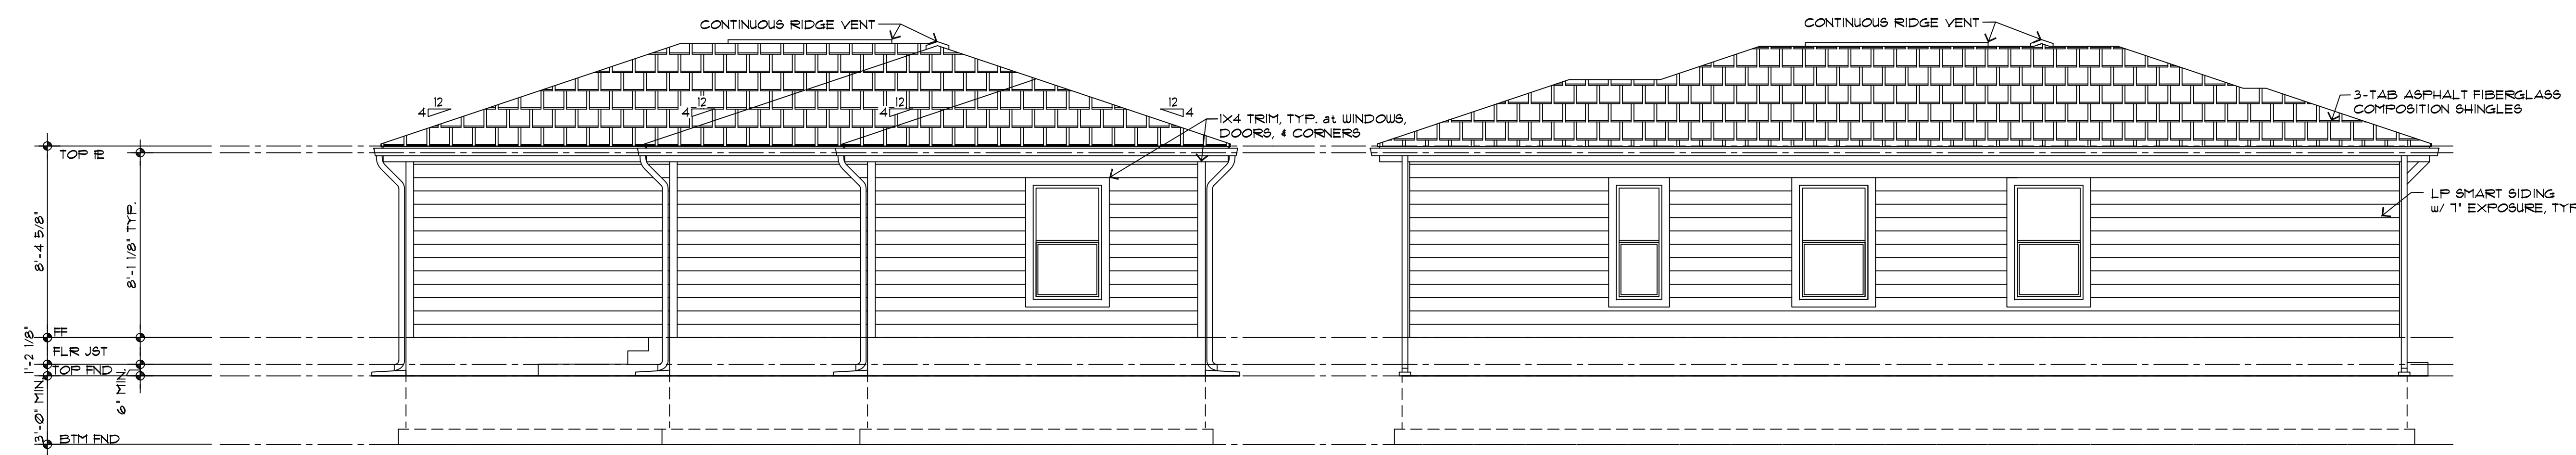 CONTINUOUS RIDGE VENT
CONTINUOUS RIDGE VENT
12
4
12
4
12
4
12
4
3-TAB ASPHALT FIBERGLASS
COMPOSITION SHINGLES
1X4 TRIM, TYP. at WINDOWS,
DOORS, & CORNERS
TOP
8'-4 5/8"
8'-1 1/8" TYP.
LP SMART SIDING
w/ 7" EXPOSURE, TYP
FF
1'-2 1/8"
FLR JST
TOP FND
6" MIN.
3'-0" MIN
BTM FND